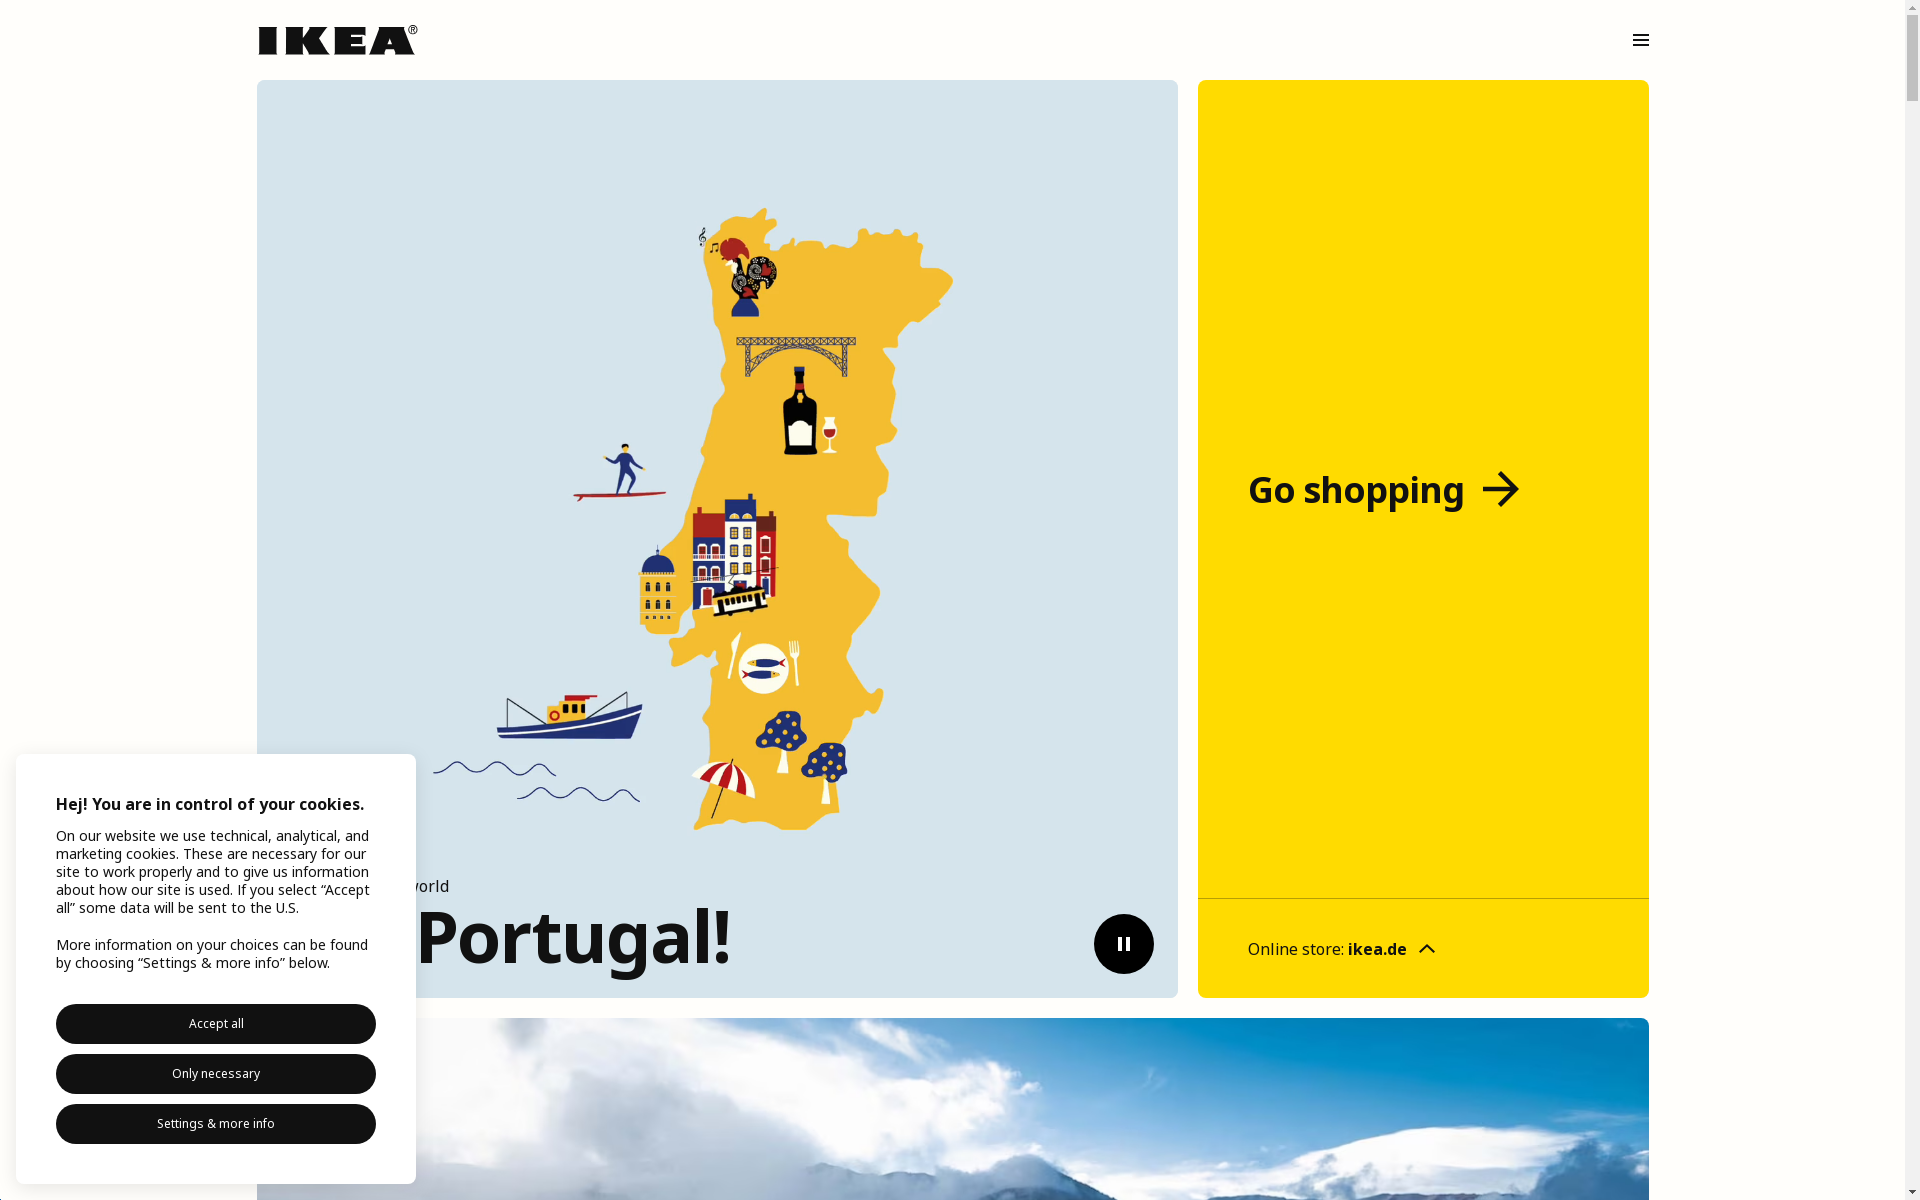 IKEA®
world
Portugal!
Go shopping
Online store: ikea.de
Hej! You are in control of your cookies.
On our website we use technical, analytical, and
marketing cookies. These are necessary for our
site to work properly and to give us information
about how our site is used. If you select “Accept
all” some data will be sent to the U.S.
More information on your choices can be found
by choosing “Settings & more info” below.
Accept all
Only necessary
Settings & more info